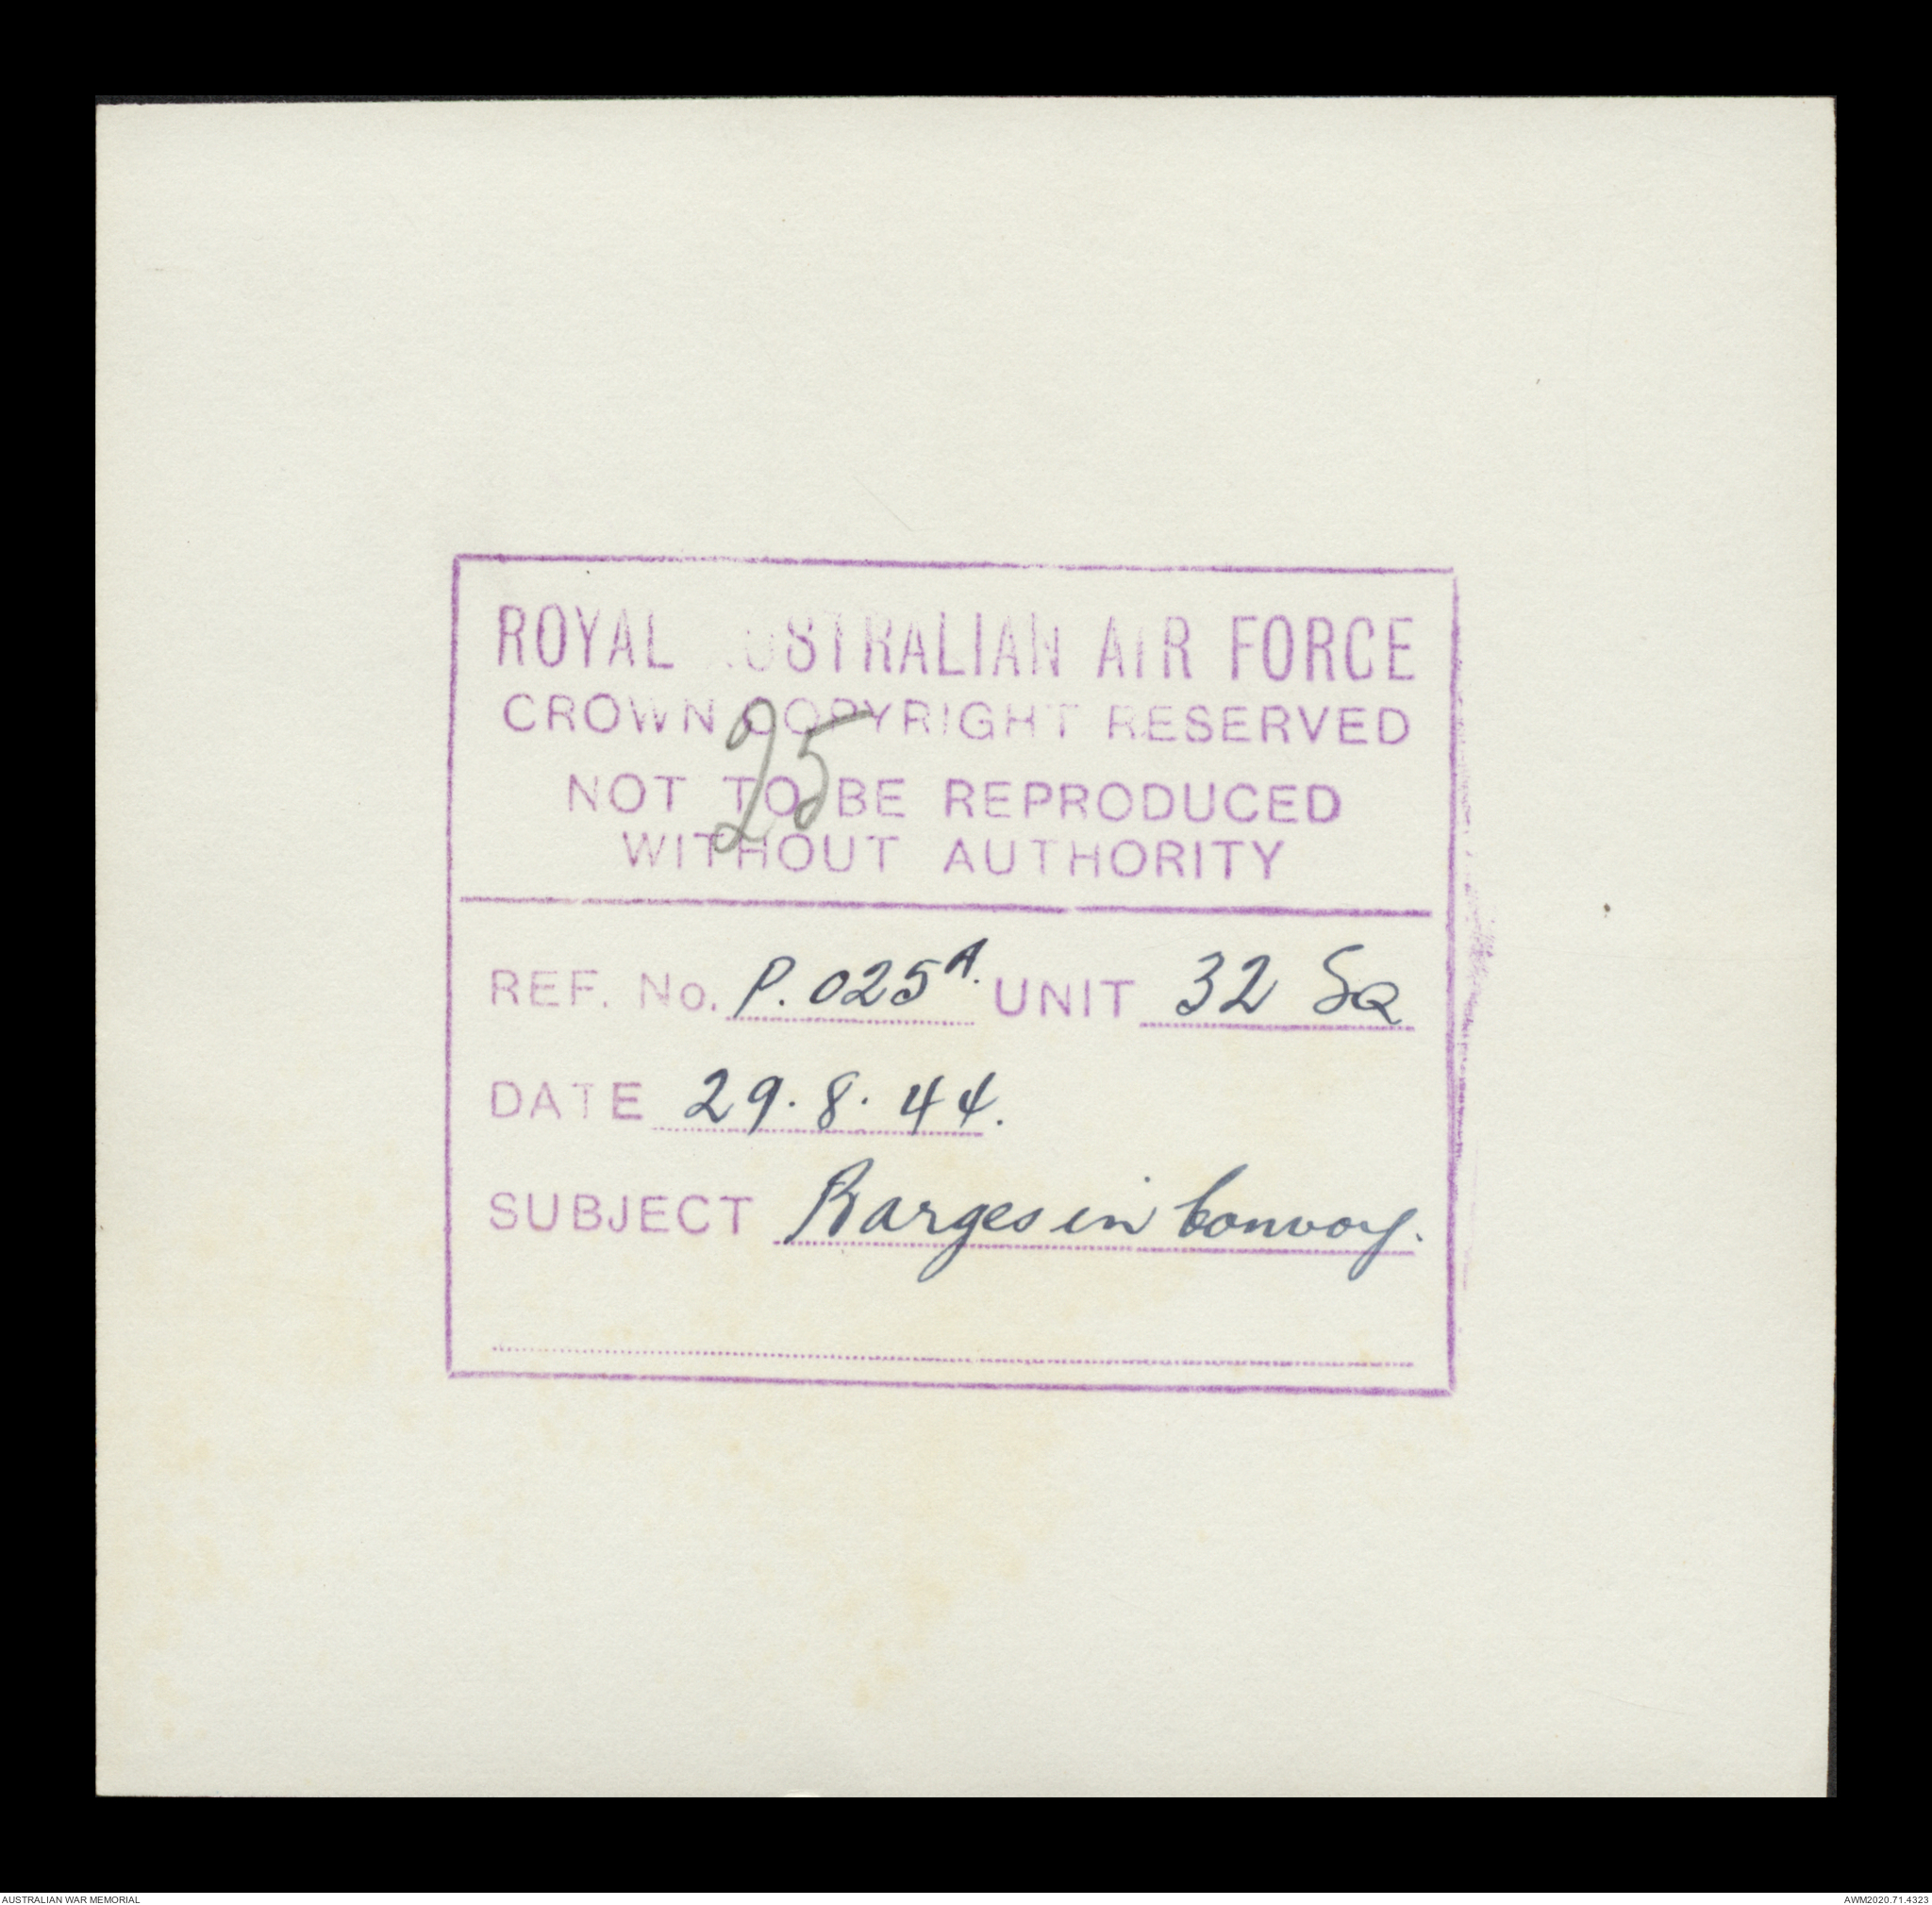 ROYAL AUSTRALIAN AIR FORCE
CROWN COPYRIGHT RESERVED
25
NOT TO BE REPRODUCED
WITHOUT AUTHORITY
REF. No. P. 025A. UNIT 32 SQ
DATE 29. 8. 44.
SUBJECT Barges in Convoy.
AUSTRALIAN WAR MEMORIAL
AWM2020.71.4323